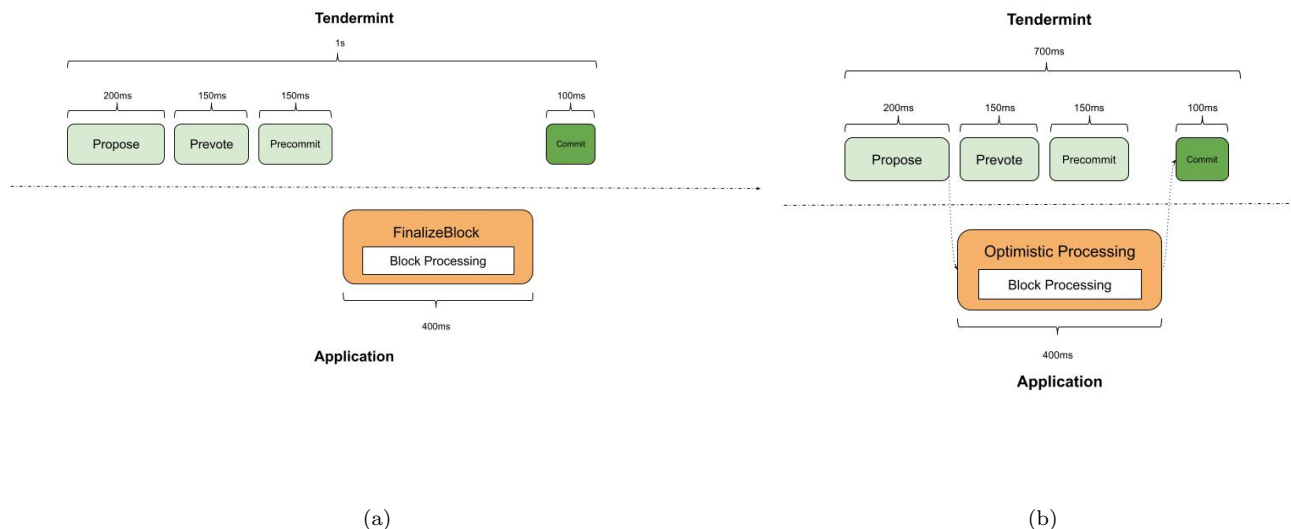 Tendermint
1s
200ms 150ms 150ms 100ms
Propose Prevote Precommit Commit
FinalizeBlock
Block Processing
400ms
Application
(a)
Tendermint
700ms
200ms 150ms 150ms 100ms
Propose Prevote Precommit Commit
Optimistic Processing
Block Processing
400ms
Application
(b)